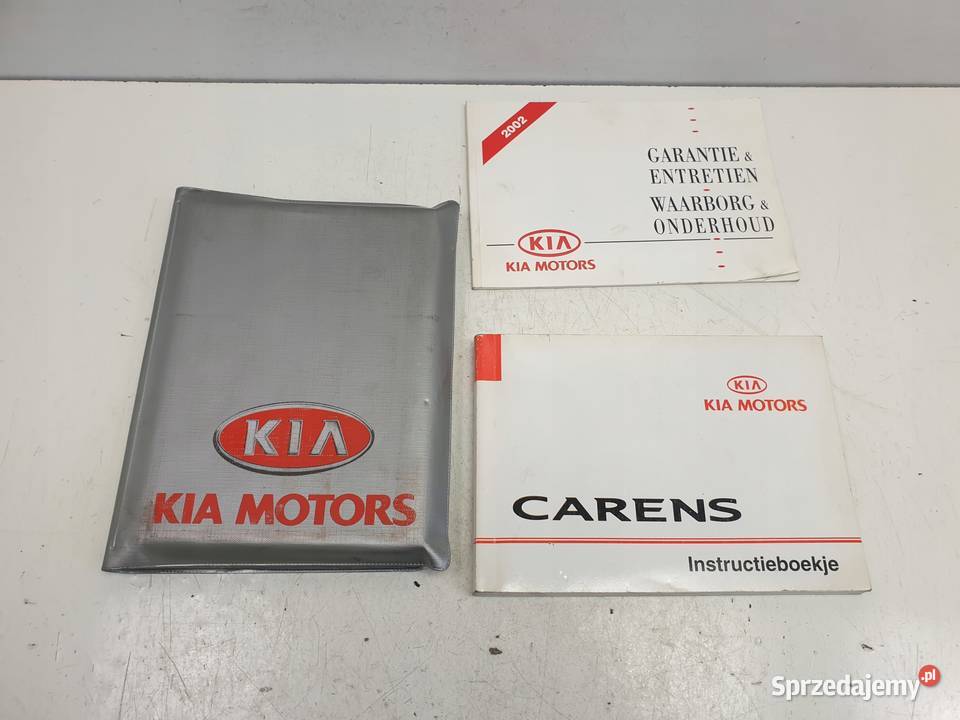 KIA
KIA MOTORS
2002
GARANTIE &
ENTRETIEN
WAARBORG &
ONDERHOUD
KIA
KIA MOTORS
KIA
KIA MOTORS
CARENS
Instructieboekje
Sprzedajemy.pl